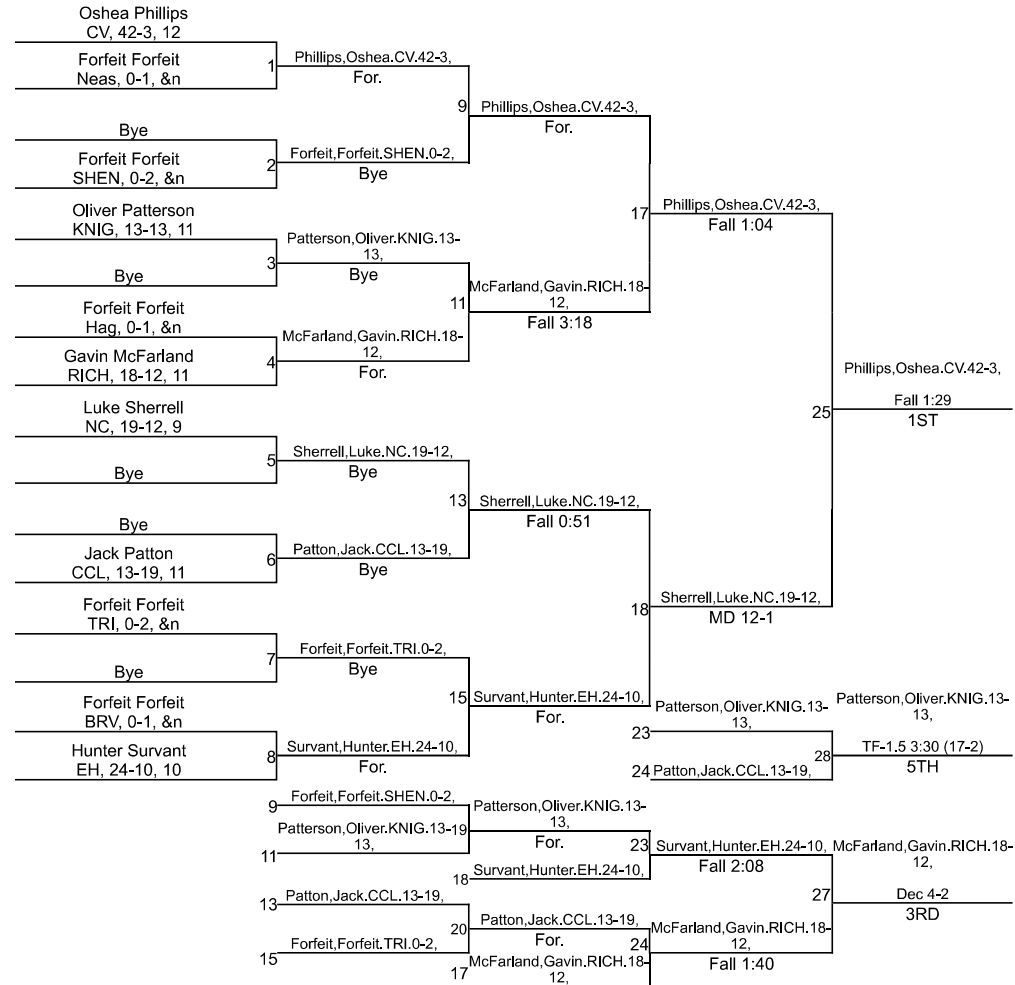 Oshea Phillips
CV, 42-3, 12
Forfeit Forfeit
Neas, 0-1, &n
1
Phillips,Oshea.CV.42-3,
For.
9
Phillips,Oshea.CV.42-3,
For.
Bye
Forfeit Forfeit
SHEN, 0-2, &n
2
Forfeit,Forfeit.SHEN.0-2,
Bye
17
Phillips,Oshea.CV.42-3,
Fall 1:04
Oliver Patterson
KNIG, 13-13, 11
Bye
3
Patterson,Oliver.KNIG.13-
13,
Bye
11
McFarland,Gavin.RICH.18-
12,
Fall 3:18
Forfeit Forfeit
Hag, 0-1, &n
Gavin McFarland
RICH, 18-12, 11
4
McFarland,Gavin.RICH.18-
12,
For.
25
Phillips,Oshea.CV.42-3,
Fall 1:29
1ST
Luke Sherrell
NC, 19-12, 9
Bye
5
Sherrell,Luke.NC.19-12,
Bye
13
Sherrell,Luke.NC.19-12,
Fall 0:51
Bye
Jack Patton
CCL, 13-19, 11
6
Patton,Jack.CCL.13-19,
Bye
18
Sherrell,Luke.NC.19-12,
MD 12-1
Forfeit Forfeit
TRI, 0-2, &n
Bye
7
Forfeit,Forfeit.TRI.0-2,
Bye
15
Survant,Hunter.EH.24-10,
For.
Forfeit Forfeit
BRV, 0-1, &n
Hunter Survant
EH, 24-10, 10
8
Survant,Hunter.EH.24-10,
For.
23
Patterson,Oliver.KNIG.13-
13,
24
Patton,Jack.CCL.13-19,
28
Patterson,Oliver.KNIG.13-
13,
TF-1.5 3:30 (17-2)
5TH
9
Forfeit,Forfeit.SHEN.0-2,
11
Patterson,Oliver.KNIG.13-
13,
19
Patterson,Oliver.KNIG.13-
13,
For.
18
Survant,Hunter.EH.24-10,
23
Survant,Hunter.EH.24-10,
Fall 2:08
13
Patton,Jack.CCL.13-19,
15
Forfeit,Forfeit.TRI.0-2,
20
Patton,Jack.CCL.13-19,
For.
17
McFarland,Gavin.RICH.18-
12,
24
McFarland,Gavin.RICH.18-
12,
Fall 1:40
27
McFarland,Gavin.RICH.18-
12,
Dec 4-2
3RD